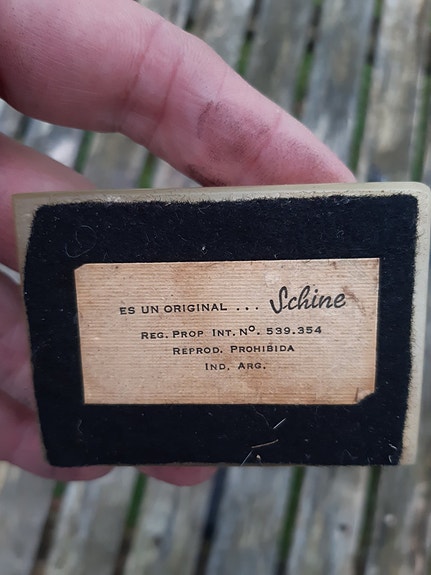 ES UN ORIGINAL ... Schine
REG. PROP INT. Nº. 539.354
REPROD. PROHIBIDA
IND. ARG.